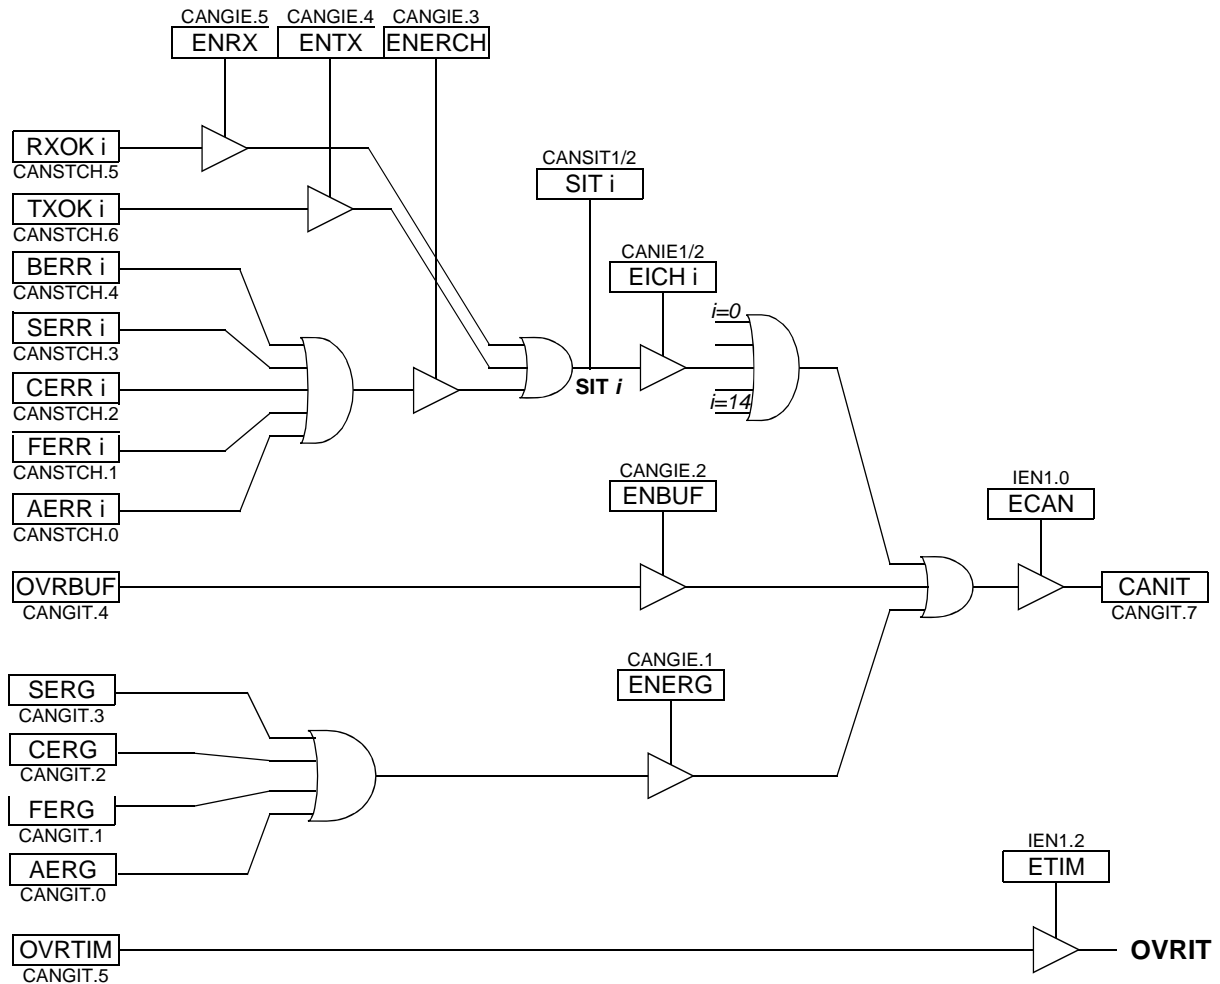 CANGIE.5 CANGIE.4 CANGIE.3
ENRX ENTX ENERCH
RXOK i
CANSTCH.5
TXOK i
CANSTCH.6
BERR i
CANSTCH.4
SERR i
CANSTCH.3
CERR i
CANSTCH.2
FERR i
CANSTCH.1
AERR i
CANSTCH.0
CANSIT1/2
SIT i
SIT i
CANIE1/2
EICH i
i=0
i=14
OVRBUF
CANGIT.4
CANGIE.2
ENBUF
IEN1.0
ECAN
CANIT
CANGIT.7
SERG
CANGIT.3
CERG
CANGIT.2
FERG
CANGIT.1
AERG
CANGIT.0
CANGIE.1
ENERG
IEN1.2
ETIM
OVRTIM
CANGIT.5
OVRIT